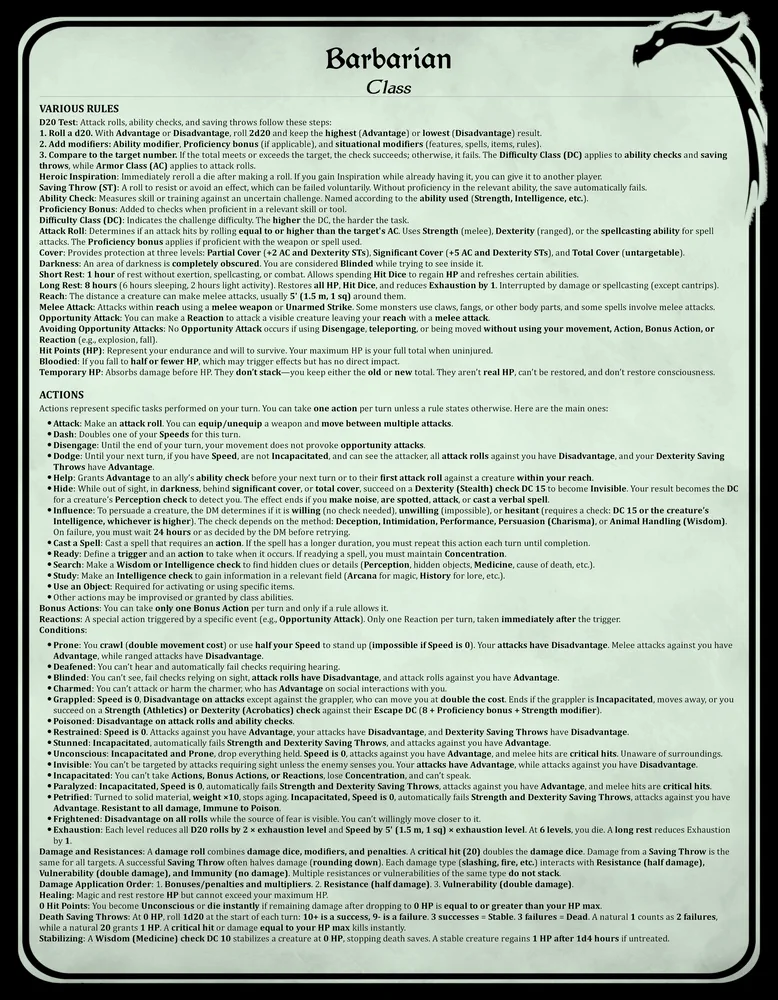 Barbarian
Class
VARIOUS RULES
D20 Test: Attack rolls, ability checks, and saving throws follow these steps:
1. Roll a d20. With Advantage or Disadvantage, roll 2d20 and keep the highest (Advantage) or lowest (Disadvantage) result.
2. Add modifiers: Ability modifier, Proficiency bonus (if applicable), and situational modifiers (features, spells, items, rules).
3. Compare to the target number. If the total meets or exceeds the target, the check succeeds; otherwise, it fails. The Difficulty Class (DC) applies to ability checks and saving
throws, while Armor Class (AC) applies to attack rolls.
Heroic Inspiration: Immediately reroll a die after making a roll. If you gain Inspiration while already having it, you can give it to another player.
Saving Throw (ST): A roll to resist or avoid an effect, which can be failed voluntarily. Without proficiency in the relevant ability, the save automatically fails.
Ability Check: Measures skill or training against an uncertain challenge. Named according to the ability used (Strength, Intelligence, etc.).
Proficiency Bonus: Added to checks when proficient in a relevant skill or tool.
Difficulty Class (DC): Indicates the challenge difficulty. The higher the DC, the harder the task.
Attack Roll: Determines if an attack hits by rolling equal to or higher than the target's AC. Uses Strength (melee), Dexterity (ranged), or the spellcasting ability for spell
attacks. The Proficiency bonus applies if proficient with the weapon or spell used.
Cover: Provides protection at three levels: Partial Cover (+2 AC and Dexterity STs), Significant Cover (+5 AC and Dexterity STs), and Total Cover (untargetable).
Darkness: An area of darkness is completely obscured. You are considered Blinded while trying to see inside it.
Short Rest: 1 hour of rest without exertion, spellcasting, or combat. Allows spending Hit Dice to regain HP and refreshes certain abilities.
Long Rest: 8 hours (6 hours sleeping, 2 hours light activity). Restores all HP, Hit Dice, and reduces Exhaustion by 1. Interrupted by damage or spellcasting (except cantrips).
Reach: The distance a creature can make melee attacks, usually 5' (1.5 m, 1 sq) around them.
Melee Attack: Attacks within reach using a melee weapon or Unarmed Strike. Some monsters use claws, fangs, or other body parts, and some spells involve melee attacks.
Opportunity Attack: You can make a Reaction to attack a visible creature leaving your reach with a melee attack.
Avoiding Opportunity Attacks: No Opportunity Attack occurs if using Disengage, teleporting, or being moved without using your movement, Action, Bonus Action, or
Reaction (e.g., explosion, fall).
Hit Points (HP): Represent your endurance and will to survive. Your maximum HP is your full total when uninjured.
Bloodied: If you fall to half or fewer HP, which may trigger effects but has no direct impact.
Temporary HP: Absorbs damage before HP. They don't stack—you keep either the old or new total. They aren't real HP, can't be restored, and don't restore consciousness.
ACTIONS
Actions represent specific tasks performed on your turn. You can take one action per turn unless a rule states otherwise. Here are the main ones:
• Attack: Make an attack roll. You can equip/unequip a weapon and move between multiple attacks.
• Dash: Doubles one of your Speeds for this turn.
• Disengage: Until the end of your turn, your movement does not provoke opportunity attacks.
• Dodge: Until your next turn, if you have Speed, are not Incapacitated, and can see the attacker, all attack rolls against you have Disadvantage, and your Dexterity Saving
Throws have Advantage.
• Help: Grants Advantage to an ally's ability check before your next turn or to their first attack roll against a creature within your reach.
• Hide: While out of sight, in darkness, behind significant cover, or total cover, succeed on a Dexterity (Stealth) check DC 15 to become Invisible. Your result becomes the DC
for a creature's Perception check to detect you. The effect ends if you make noise, are spotted, attack, or cast a verbal spell.
• Influence: To persuade a creature, the DM determines if it is willing (no check needed), unwilling (impossible), or hesitant (requires a check: DC 15 or the creature's
Intelligence, whichever is higher). The check depends on the method: Deception, Intimidation, Performance, Persuasion (Charisma), or Animal Handling (Wisdom).
On failure, you must wait 24 hours or as decided by the DM before retrying.
• Cast a Spell: Cast a spell that requires an action. If the spell has a longer duration, you must repeat this action each turn until completion.
• Ready: Define a trigger and an action to take when it occurs. If readying a spell, you must maintain Concentration.
• Search: Make a Wisdom or Intelligence check to find hidden clues or details (Perception, hidden objects, Medicine, cause of death, etc.).
• Study: Make an Intelligence check to gain information in a relevant field (Arcana for magic, History for lore, etc.).
• Use an Object: Required for activating or using specific items.
• Other actions may be improvised or granted by class abilities.
Bonus Actions: You can take only one Bonus Action per turn and only if a rule allows it.
Reactions: A special action triggered by a specific event (e.g., Opportunity Attack). Only one Reaction per turn, taken immediately after the trigger.
Conditions:
• Prone: You crawl (double movement cost) or use half your Speed to stand up (impossible if Speed is 0). Your attacks have Disadvantage. Melee attacks against you have
Advantage, while ranged attacks have Disadvantage.
• Deafened: You can't hear and automatically fail checks requiring hearing.
• Blinded: You can't see, fail checks relying on sight, attack rolls have Disadvantage, and attack rolls against you have Advantage.
• Charmed: You can't attack or harm the charmer, who has Advantage on social interactions with you.
• Grappled: Speed is 0, Disadvantage on attacks except against the grappler, who can move you at double the cost. Ends if the grappler is Incapacitated, moves away, or you
succeed on a Strength (Athletics) or Dexterity (Acrobatics) check against their Escape DC (8 + Proficiency bonus + Strength modifier).
• Poisoned: Disadvantage on attack rolls and ability checks.
• Restrained: Speed is 0. Attacks against you have Advantage, your attacks have Disadvantage, and Dexterity Saving Throws have Disadvantage.
• Stunned: Incapacitated, automatically fails Strength and Dexterity Saving Throws, and attacks against you have Advantage.
• Unconscious: Incapacitated and Prone, drop everything held. Speed is 0, attacks against you have Advantage, and melee hits are critical hits. Unaware of surroundings.
• Invisible: You can't be targeted by attacks requiring sight unless the enemy senses you. Your attacks have Advantage, while attacks against you have Disadvantage.
• Incapacitated: You can't take Actions, Bonus Actions, or Reactions, lose Concentration, and can't speak.
• Paralyzed: Incapacitated, Speed is 0, automatically fails Strength and Dexterity Saving Throws, attacks against you have Advantage, and melee hits are critical hits.
• Petrified: Turned to solid material, weight ×10, stops aging. Incapacitated, Speed is 0, automatically fails Strength and Dexterity Saving Throws, attacks against you have
Advantage. Resistant to all damage, Immune to Poison.
• Frightened: Disadvantage on all rolls while the source of fear is visible. You can't willingly move closer to it.
• Exhaustion: Each level reduces all D20 rolls by 2 × exhaustion level and Speed by 5' (1.5 m, 1 sq) × exhaustion level. At 6 levels, you die. A long rest reduces Exhaustion
by 1.
Damage and Resistances: A damage roll combines damage dice, modifiers, and penalties. A critical hit (20) doubles the damage dice. Damage from a Saving Throw is the
same for all targets. A successful Saving Throw often halves damage (rounding down). Each damage type (slashing, fire, etc.) interacts with Resistance (half damage),
Vulnerability (double damage), and Immunity (no damage). Multiple resistances or vulnerabilities of the same type do not stack.
Damage Application Order: 1. Bonuses/penalties and multipliers. 2. Resistance (half damage). 3. Vulnerability (double damage).
Healing: Magic and rest restore HP but cannot exceed your maximum HP.
0 Hit Points: You become Unconscious or die instantly if remaining damage after dropping to 0 HP is equal to or greater than your HP max.
Death Saving Throws: At 0 HP, roll 1d20 at the start of each turn: 10+ is a success, 9- is a failure. 3 successes = Stable. 3 failures = Dead. A natural 1 counts as 2 failures,
while a natural 20 grants 1 HP. A critical hit or damage equal to your HP max kills instantly.
Stabilizing: A Wisdom (Medicine) check DC 10 stabilizes a creature at 0 HP, stopping death saves. A stable creature regains 1 HP after 1d4 hours if untreated.